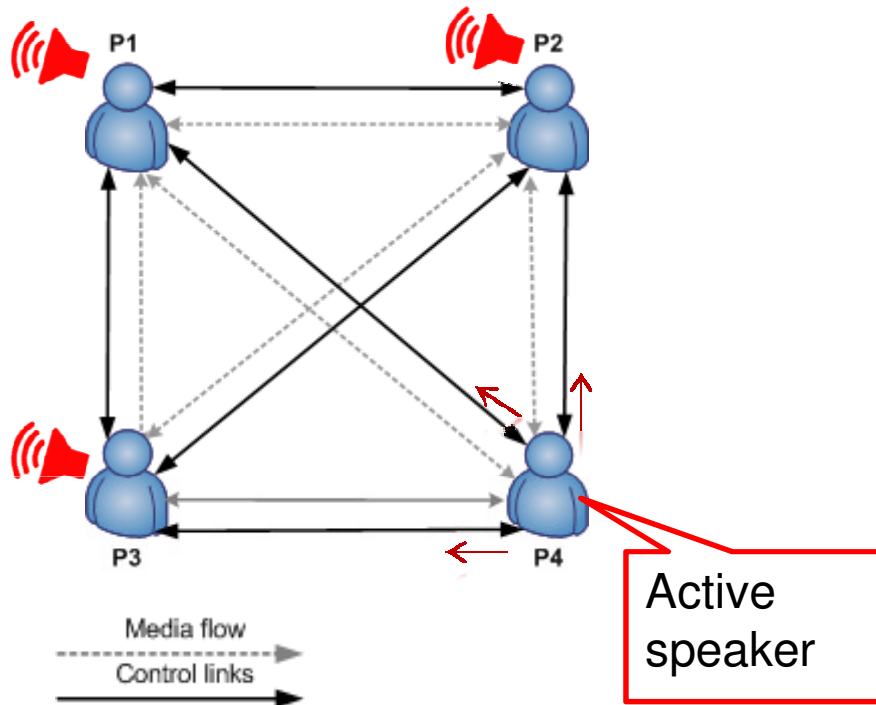 P1
P2
P3
P4
Active
speaker
Media flow
Control links